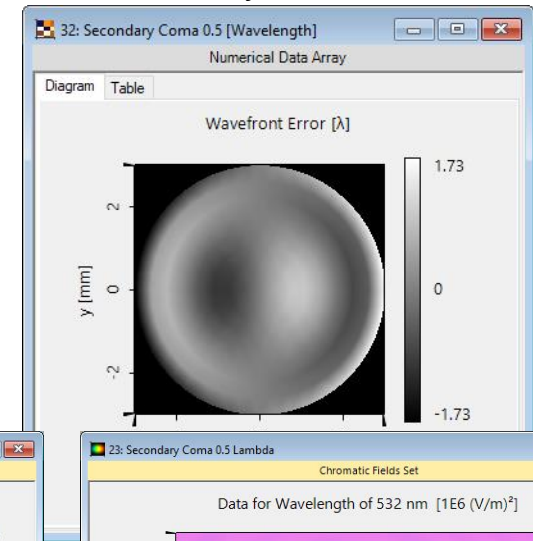 32: Secondary Coma 0.5 [Wavelength]
Numerical Data Array
Diagram Table
Wavefront Error [λ]
1.73
2
0
y [mm]
0
-2
-1.73
23: Secondary Coma 0.5 Lambda
Chromatic Fields Set
Data for Wavelength of 532 nm [1E6 (V/m)²]